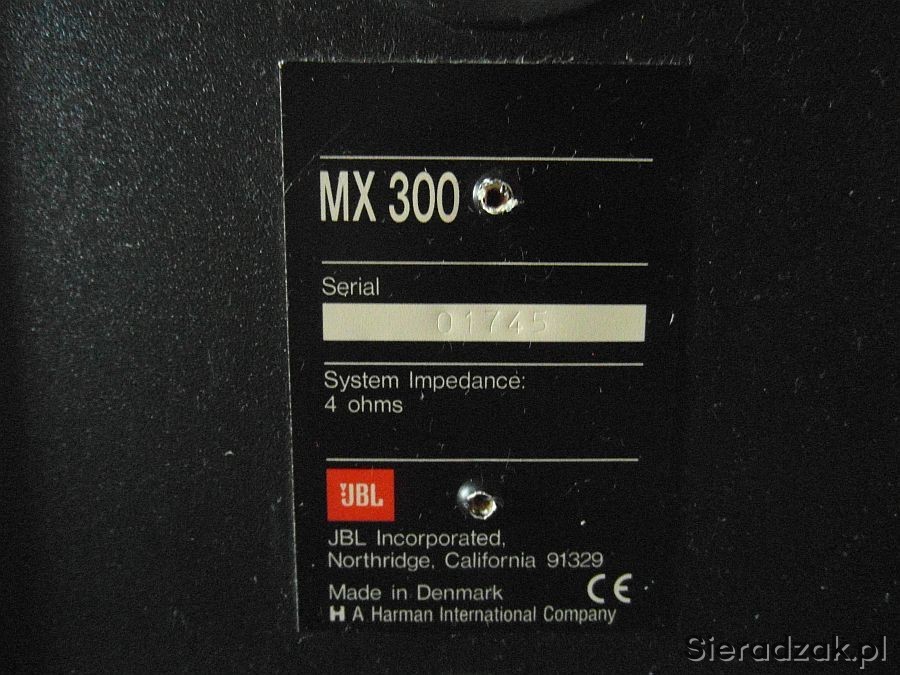 MX 300
Serial
01745
System Impedance:
4 ohms
JBL
JBL Incorporated,
Northridge, California 91329
Made in Denmark CE
H A Harman International Company
Sieradzak.pl